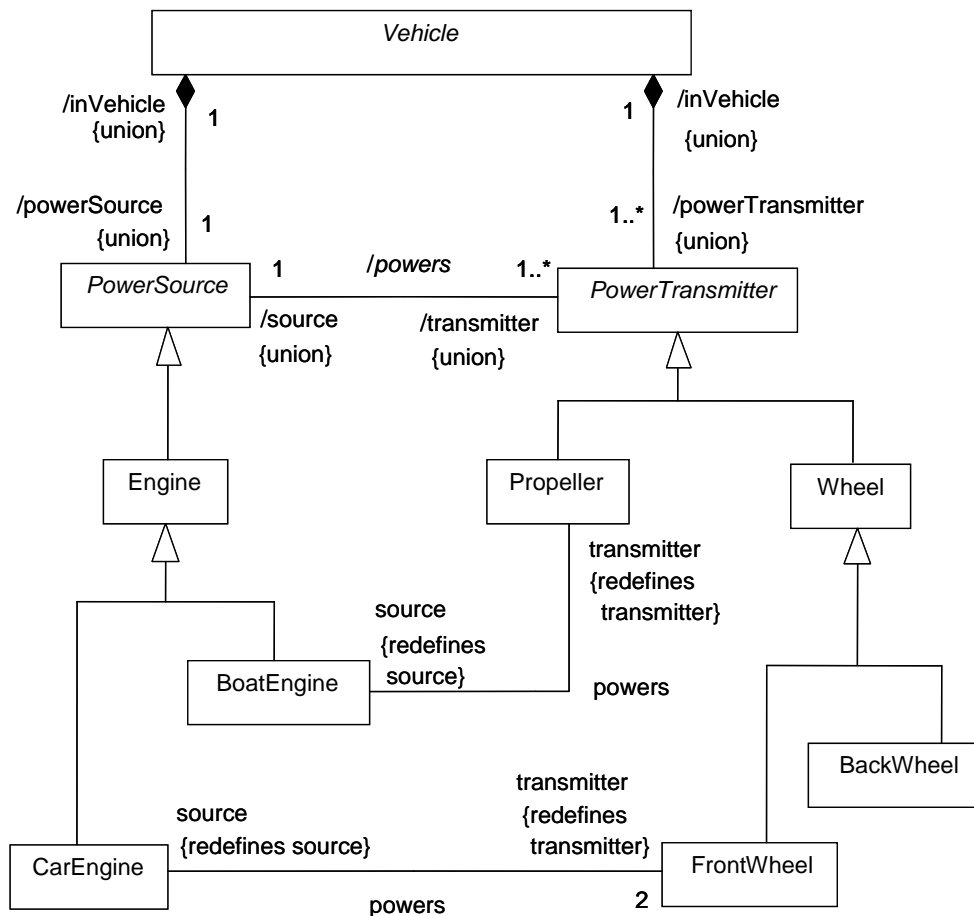 Vehicle
/inVehicle
{union}
1
1
/inVehicle
{union}
/powerSource
{union}
1
1..*
/powerTransmitter
{union}
PowerSource
1
/powers
1..*
PowerTransmitter
/source
{union}
/transmitter
{union}
Engine
Propeller
Wheel
transmitter
{redefines
transmitter}
source
{redefines
source}
BoatEngine
powers
BackWheel
source
{redefines source}
transmitter
{redefines
transmitter}
CarEngine
FrontWheel
powers
2